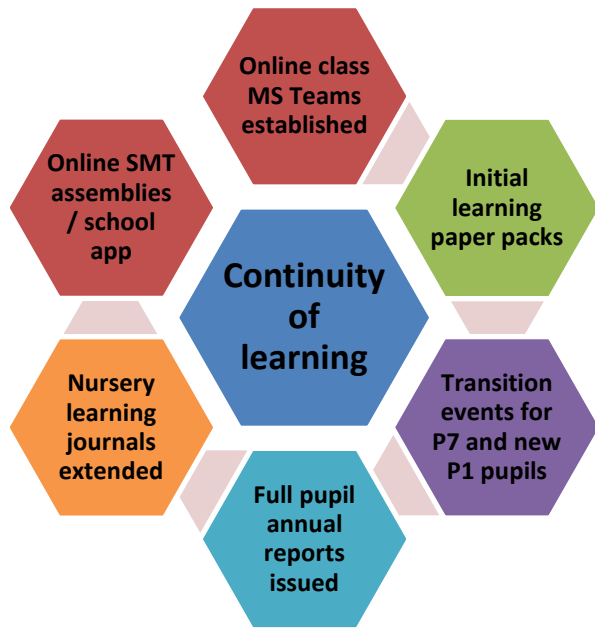 Online class
MS Teams
established
Initial
learning
paper packs
Transition
events for
P7 and new
P1 pupils
Full pupil
annual
reports
issued
Nursery
learning
journals
extended
Online SMT
assemblies
/ school
app
Continuity
of
learning